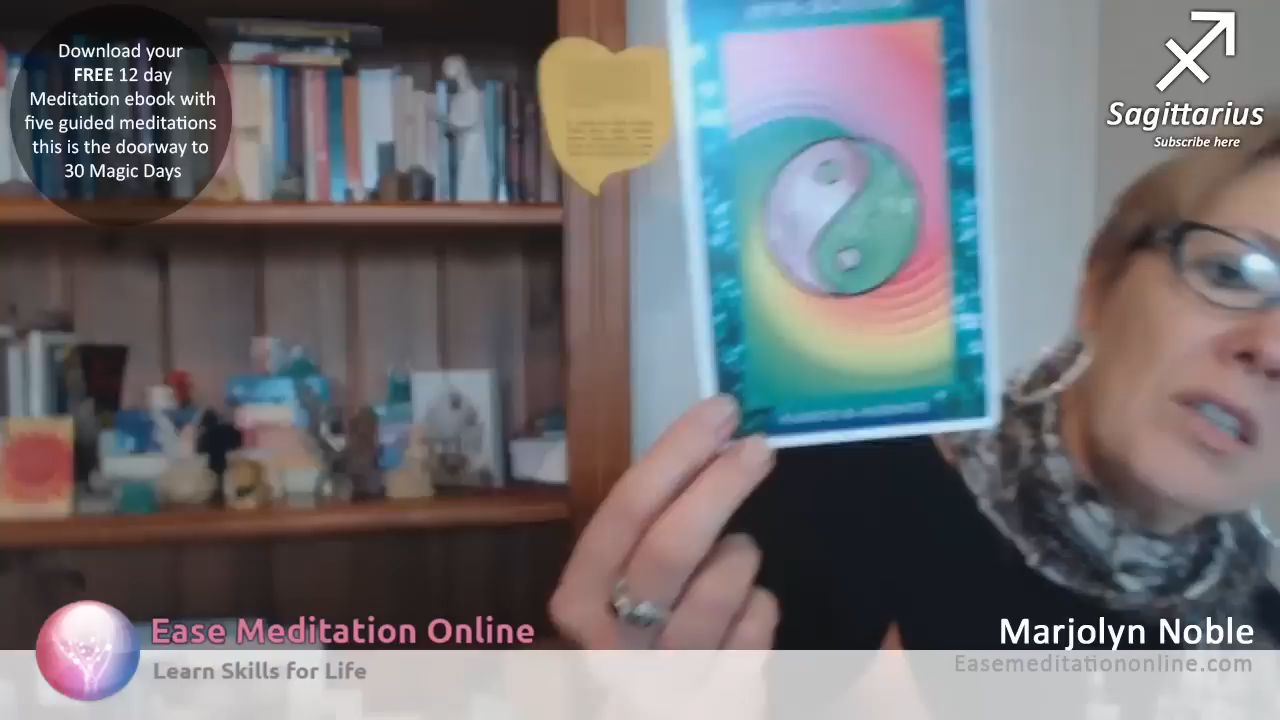 Download your
FREE 12 day
Meditation ebook with
five guided meditations
this is the doorway to
30 Magic Days
Sagittarius
Subscribe here
Ease Meditation Online
Learn Skills for Life
Marjolyn Noble
Easemeditationonline.com